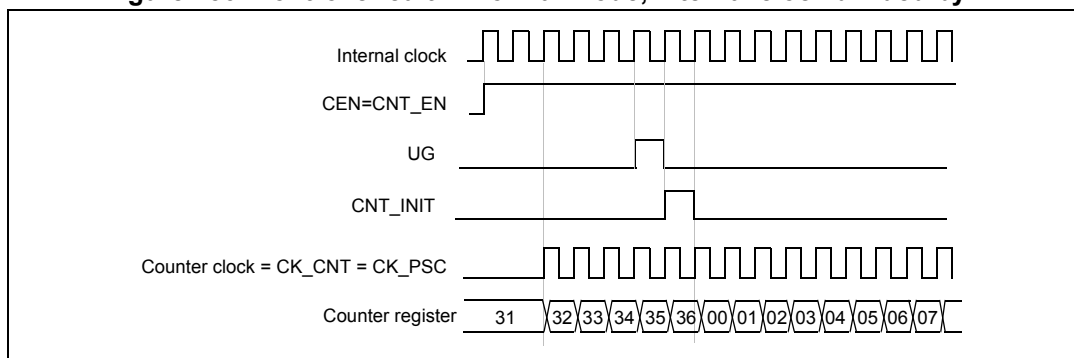 Internal clock
CEN=CNT_EN
UG
CNT_INIT
Counter clock = CK_CNT = CK_PSC
Counter register 31 32 33 34 35 36 00 01 02 03 04 05 06 07